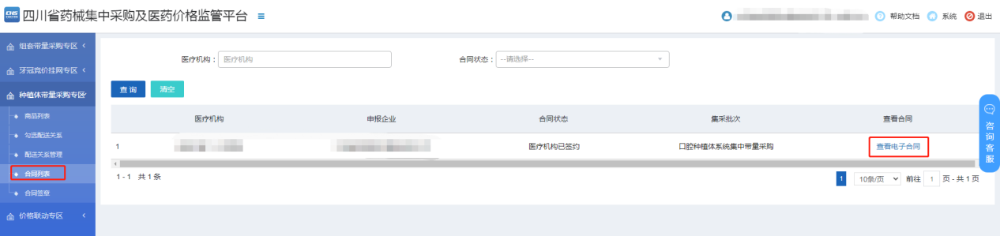 CHS 四川省药械集中采购及医药价格监管平台
帮助文档 系统 退出
组套带量采购专区
牙冠竞价挂网专区
种植体带量采购专区
商品列表
勾选配送关系
配送关系管理
合同列表
合同签章
价格联动专区
医疗机构： 医疗机构 合同状态： --请选择--
查询 清空
医疗机构 申报企业 合同状态 集采批次 查看合同
1 医疗机构已签约 口腔种植体系统集中带量采购 查看电子合同
1 - 1 共 1 条
1 10条/页 前往 1 页 - 共 1 页
咨询客服